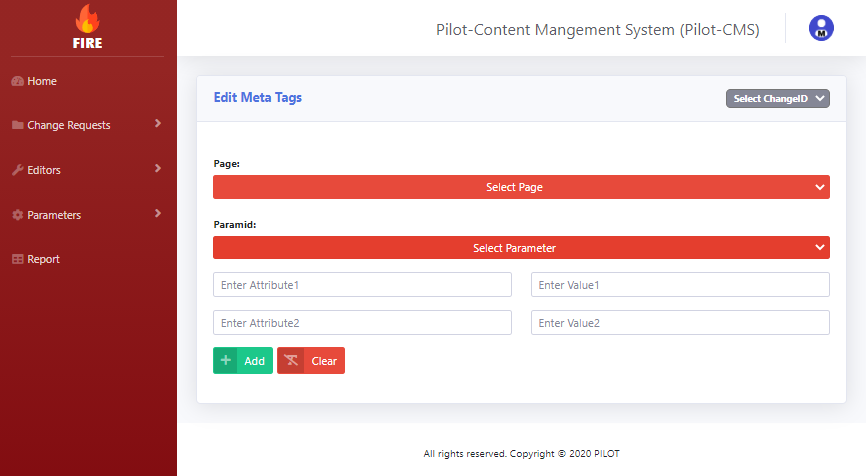 FIRE
Home
Change Requests
Editors
Parameters
Report
Pilot-Content Mangement System (Pilot-CMS)
M
Edit Meta Tags
Select ChangeID
Page:
Select Page
Paramid:
Select Parameter
Enter Attribute1
Enter Value1
Enter Attribute2
Enter Value2
Add
Clear
All rights reserved. Copyright © 2020 PILOT